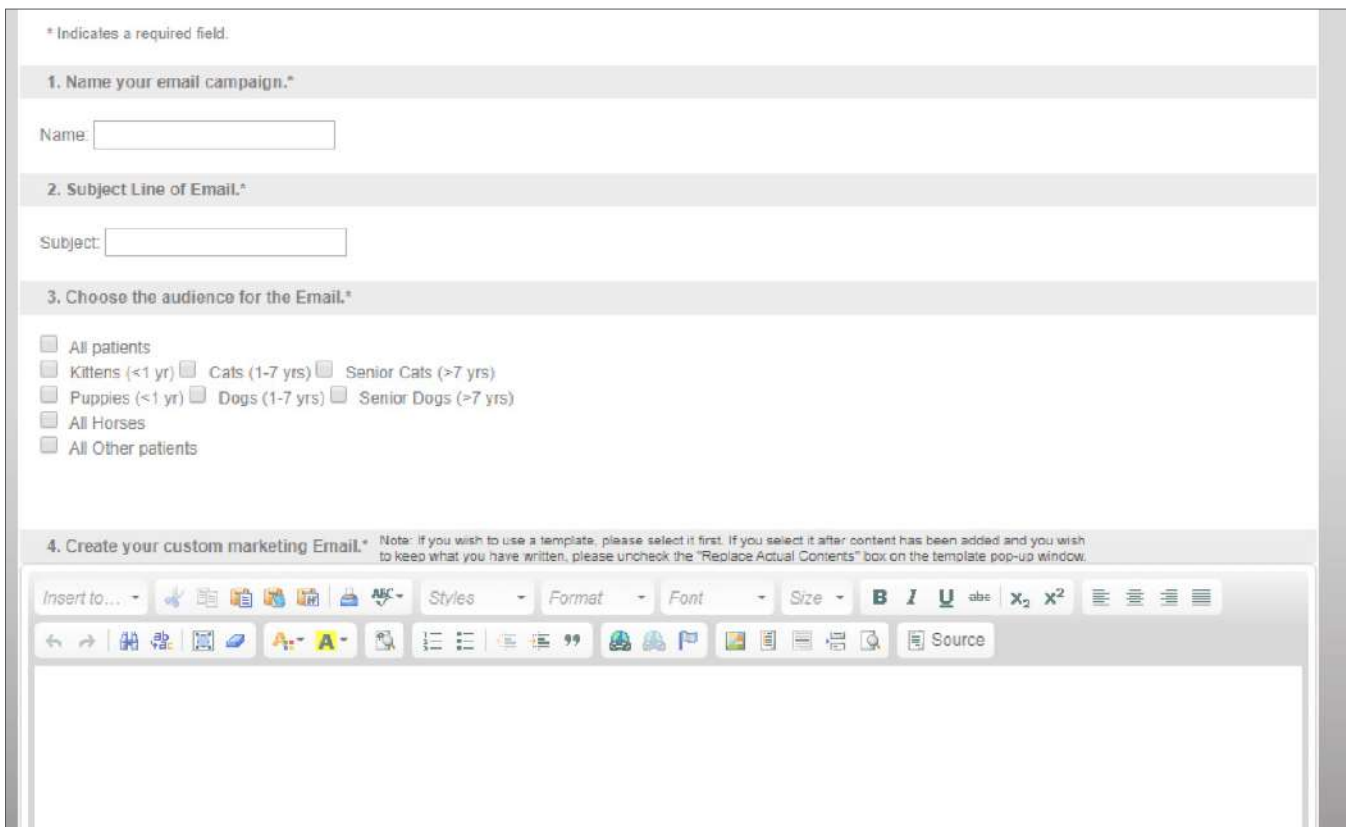 * Indicates a required field.
1. Name your email campaign.*
Name:
2. Subject Line of Email.*
Subject:
3. Choose the audience for the Email.*
All patients
Kittens (<1 yr) Cats (1-7 yrs) Senior Cats (>7 yrs)
Puppies (<1 yr) Dogs (1-7 yrs) Senior Dogs (>7 yrs)
All Horses
All Other patients
4. Create your custom marketing Email.* Note: If you wish to use a template, please select it first. If you select it after content has been added and you wish
to keep what you have written, please uncheck the "Replace Actual Contents" box on the template pop-up window.
Insert to... ABC Styles Format Font Size B I U abc X₂ X²
A A Source